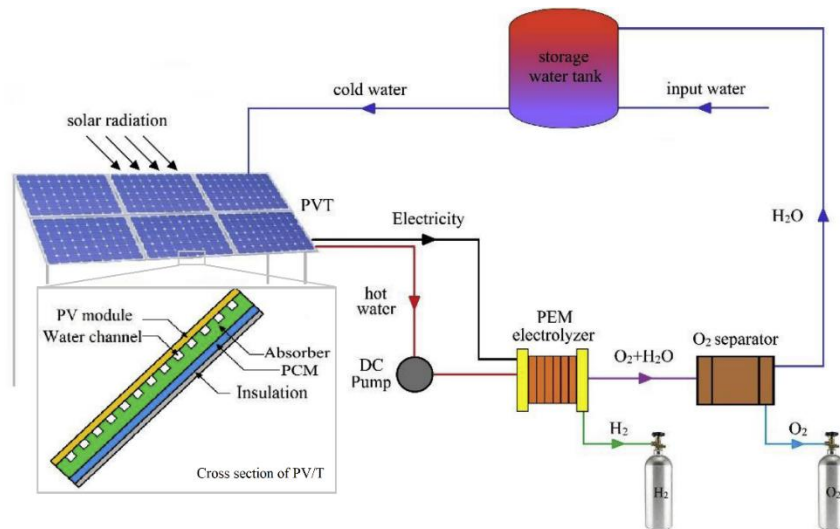 storage
water tank
cold water
input water
solar radiation
PVT
Electricity
H₂O
hot
water
PEM
electrolyzer
O₂ separator
O₂+H₂O
DC
Pump
H₂
O₂
H₂
O₂
PV module
Water channel
Absorber
PCM
Insulation
Cross section of PV/T